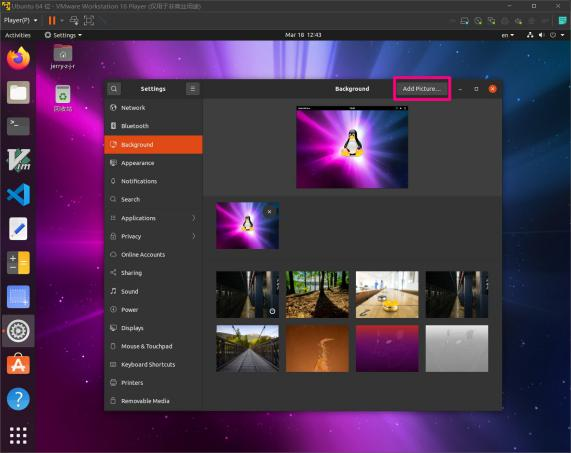 Ubuntu 64 位 - VMware Workstation 16 Player (仅用于非商业用途)
Player(P)
Activities
Settings
Mar 16 12:43
en
jerry-z-j-r
回收站
Settings
Background
Add Picture...
Network
Bluetooth
Background
Appearance
Notifications
Search
Applications
Privacy
Online Accounts
Sharing
Sound
Power
Displays
Mouse & Touchpad
Keyboard Shortcuts
Printers
Removable Media